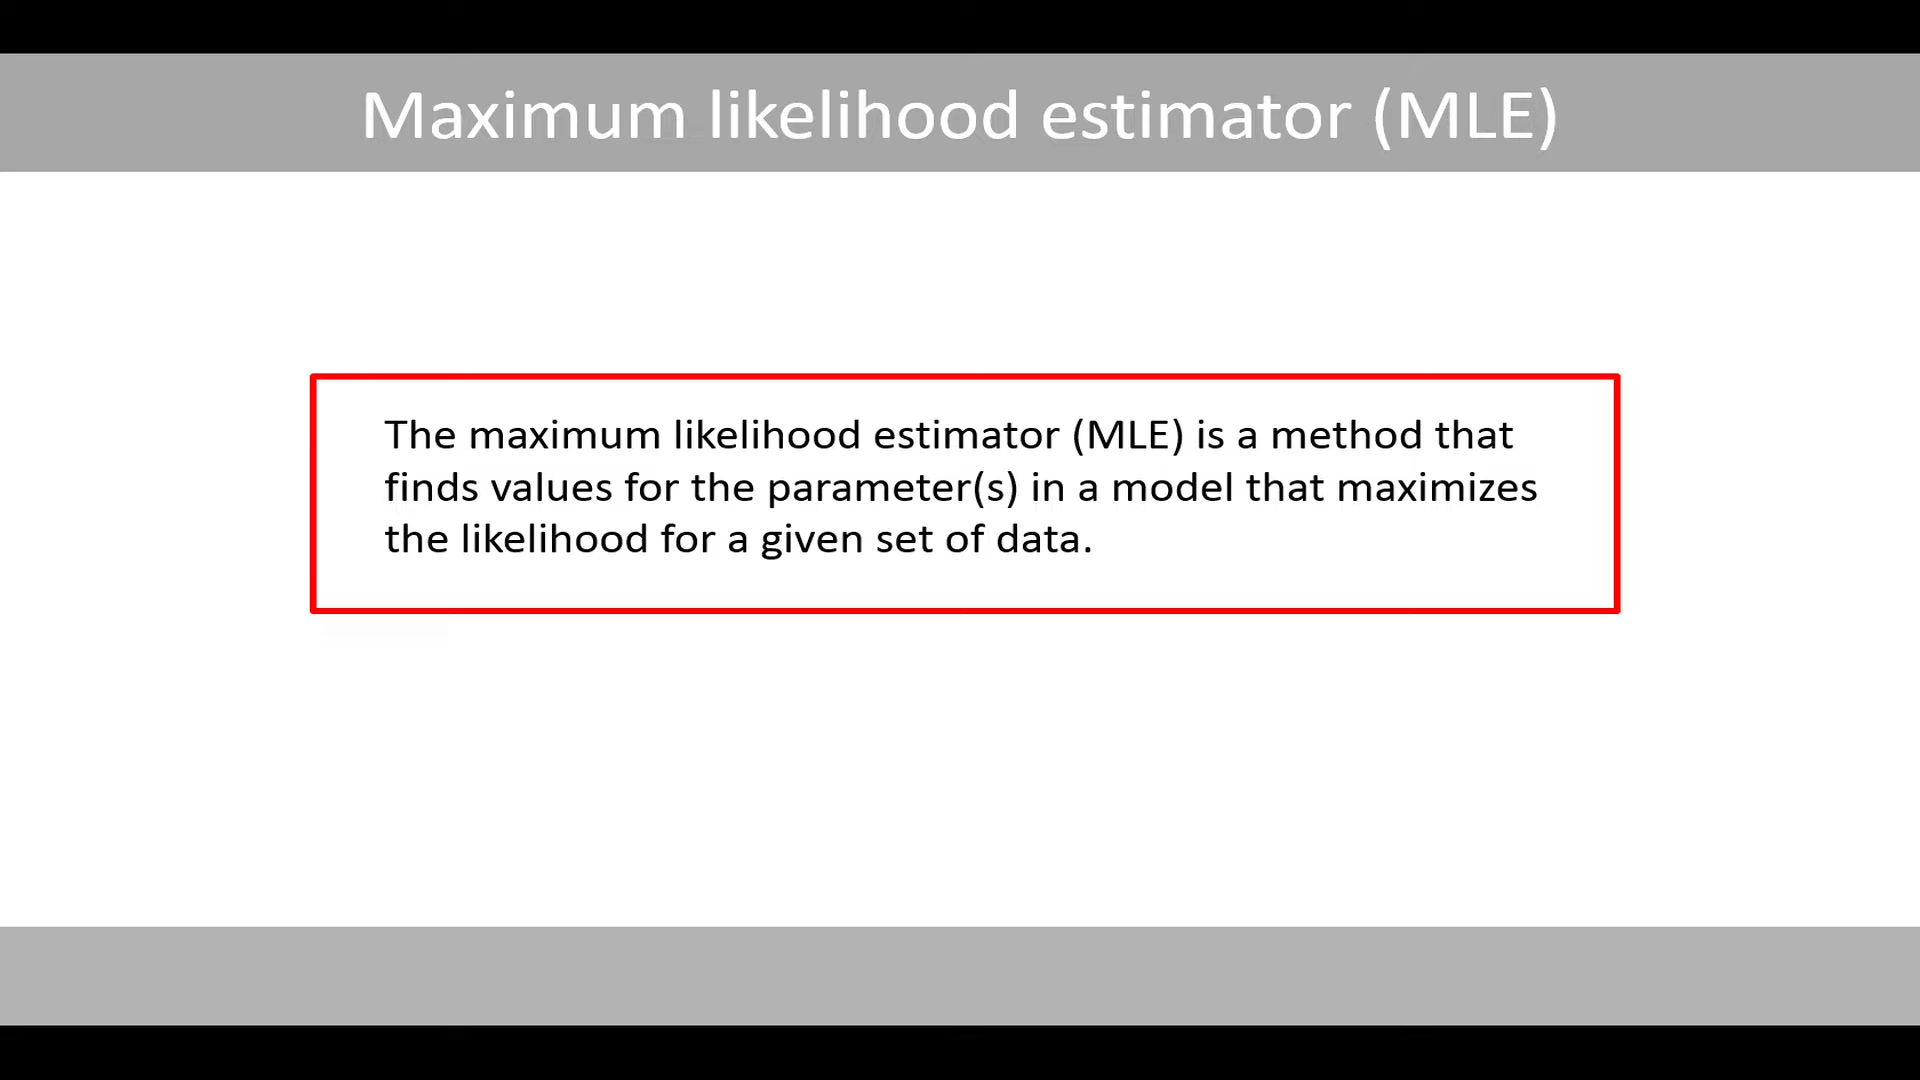 Maximum likelihood estimator (MLE)
The maximum likelihood estimator (MLE) is a method that
finds values for the parameter(s) in a model that maximizes
the likelihood for a given set of data.